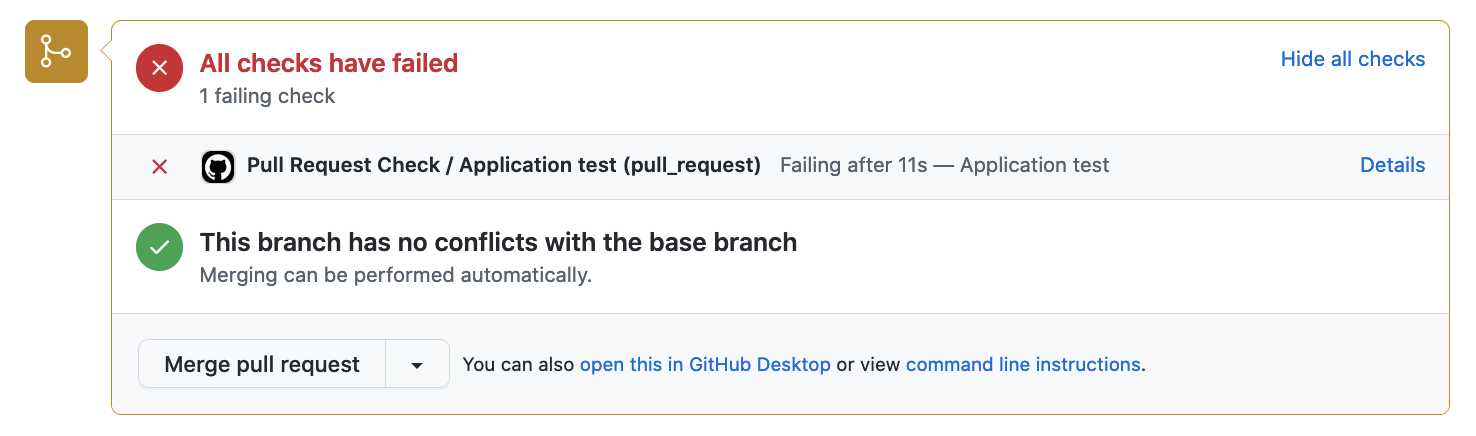 All checks have failed
Hide all checks
1 failing check
Pull Request Check / Application test (pull_request) Failing after 11s — Application test
Details
This branch has no conflicts with the base branch
Merging can be performed automatically.
Merge pull request
You can also open this in GitHub Desktop or view command line instructions.